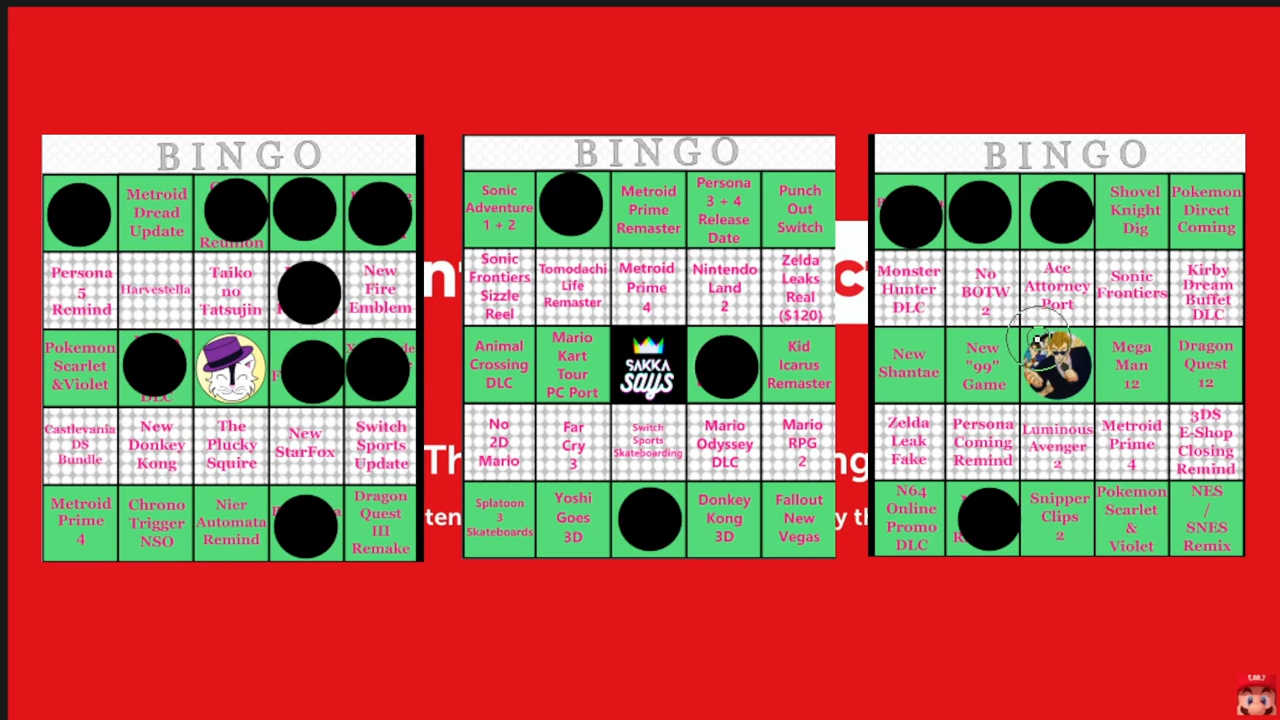 BINGO
Metroid
Dread
Update
Reunion
Persona
5
Remind
Harvestella
Taiko
no
Tatsujin
New
Fire
Emblem
Pokemon
Scarlet
&Violet
DLC
Castlevania
DS
Bundle
New
Donkey
Kong
The
Plucky
Squire
New
StarFox
Switch
Sports
Update
Metroid
Prime
4
Chrono
Trigger
NSO
Nier
Automata
Remind
Dragon
Quest
III
Remake
BINGO
Sonic
Adventure
1 + 2
Metroid
Prime
Remaster
Persona
3 + 4
Release
Date
Punch
Out
Switch
Sonic
Frontiers
Sizzle
Reel
Tomodachi
Life
Remaster
Metroid
Prime
4
Nintendo
Land
2
Zelda
Leaks
Real
($120)
Animal
Crossing
DLC
Mario
Kart
Tour
PC Port
SAKKA
says
Kid
Icarus
Remaster
No
2D
Mario
Far
Cry
3
Switch
Sports
Skateboarding
Mario
Odyssey
DLC
Mario
RPG
2
Splatoon
3
Skateboards
Yoshi
Goes
3D
Donkey
Kong
3D
Fallout
New
Vegas
BINGO
Shovel
Knight
Dig
Pokemon
Direct
Coming
Monster
Hunter
DLC
No
BOTW
2
Ace
Attorney
Port
Sonic
Frontiers
Kirby
Dream
Buffet
DLC
New
Shantae
New
"99"
Game
Mega
Man
12
Dragon
Quest
12
Zelda
Leak
Fake
Persona
Coming
Remind
Luminous
Avenger
2
Metroid
Prime
4
3DS
E-Shop
Closing
Remind
N64
Online
Promo
DLC
Snipper
Clips
2
Pokemon
Scarlet
&
Violet
NES
/
SNES
Remix